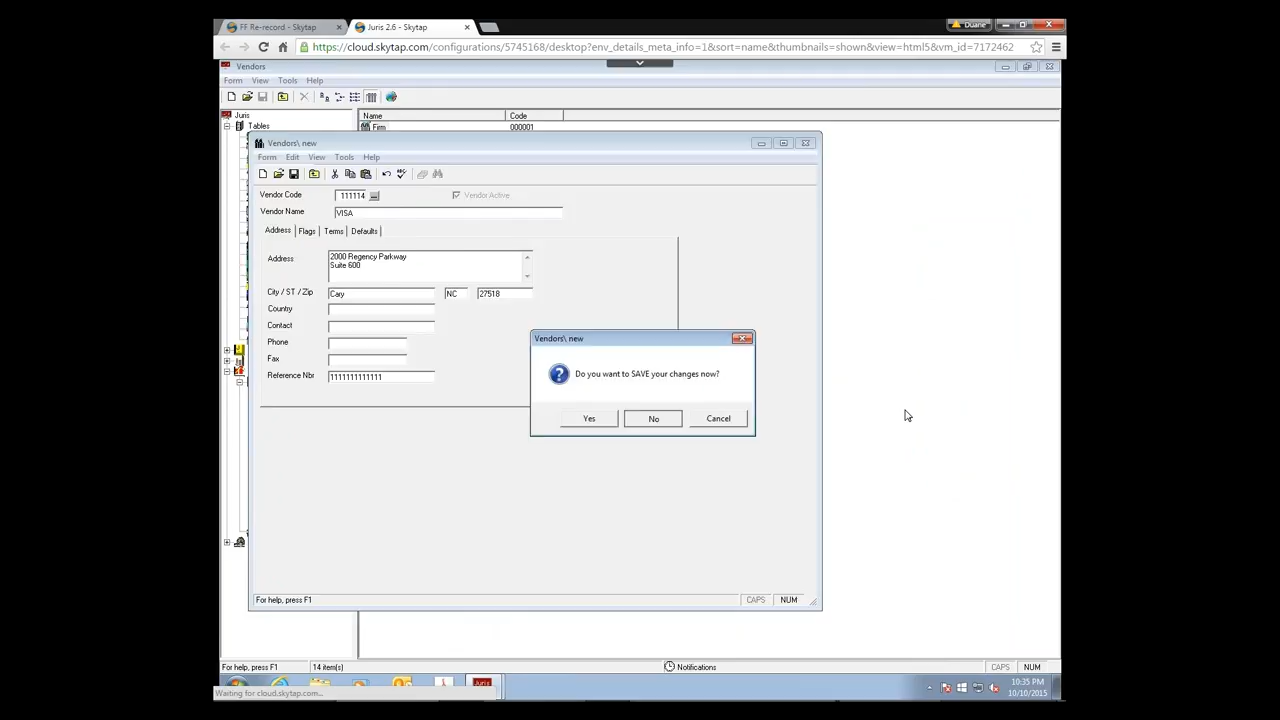 FF Re-record - Skytap
Juris 2.6 - Skytap
Duane
https://cloud.skytap.com/configurations/5745168/desktop?env_details_meta_info=1&sort=name&thumbnails=shown&view=html5&vm_id=7172462
Vendors
Form View Tools Help
Juris
Name Code
Tables
Firm 000001
Vendors\ new
Form Edit View Tools Help
Vendor Code 111114 Vendor Active
Vendor Name VISA
Address Flags Terms Defaults
Address 2000 Regency Parkway
Suite 600
City / ST / Zip Cary NC 27518
Country
Contact
Phone
Fax
Reference Nbr 1111111111111
Vendors\ new
Do you want to SAVE your changes now?
Yes No Cancel
For help, press F1 CAPS NUM
For help, press F1 14 item(s) Notifications CAPS NUM
Juris
10:35 PM
Waiting for cloud.skytap.com...
10/10/2015